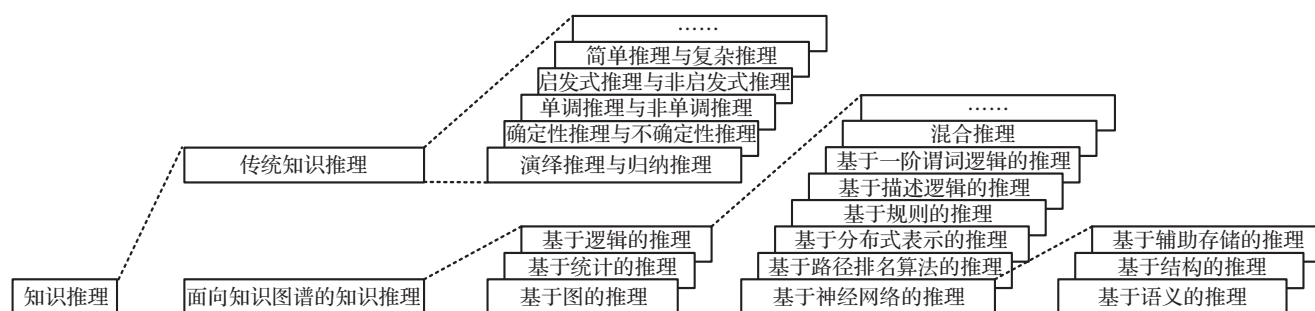 ……
简单推理与复杂推理
启发式推理与非启发式推理
单调推理与非单调推理
确定性推理与不确定性推理
演绎推理与归纳推理
传统知识推理
……
混合推理
基于一阶谓词逻辑的推理
基于描述逻辑的推理
基于规则的推理
基于分布式表示的推理
基于路径排名算法的推理
基于神经网络的推理
基于逻辑的推理
基于统计的推理
基于图的推理
基于辅助存储的推理
基于结构的推理
基于语义的推理
知识推理
面向知识图谱的知识推理